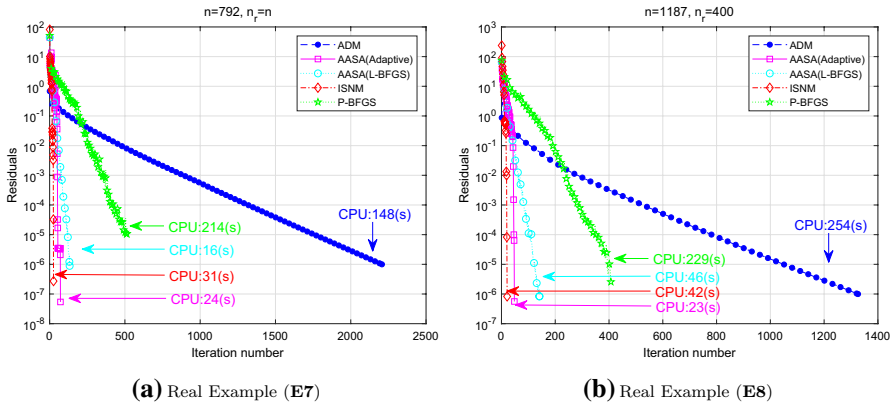 n=792, n_r=n
10^2
10^1
10^0
10^-1
10^-2
10^-3
10^-4
10^-5
10^-6
10^-7
10^-8
Residuals
ADM
AASA(Adaptive)
AASA(L-BFGS)
ISNM
P-BFGS
CPU:148(s)
CPU:214(s)
CPU:16(s)
CPU:31(s)
CPU:24(s)
0 500 1000 1500 2000 2500
Iteration number
(a) Real Example (E7)
n=1187, n_r=400
10^3
10^2
10^1
10^0
10^-1
10^-2
10^-3
10^-4
10^-5
10^-6
10^-7
Residuals
ADM
AASA(Adaptive)
AASA(L-BFGS)
ISNM
P-BFGS
CPU:254(s)
CPU:229(s)
CPU:46(s)
CPU:42(s)
CPU:23(s)
0 200 400 600 800 1000 1200 1400
Iteration number
(b) Real Example (E8)